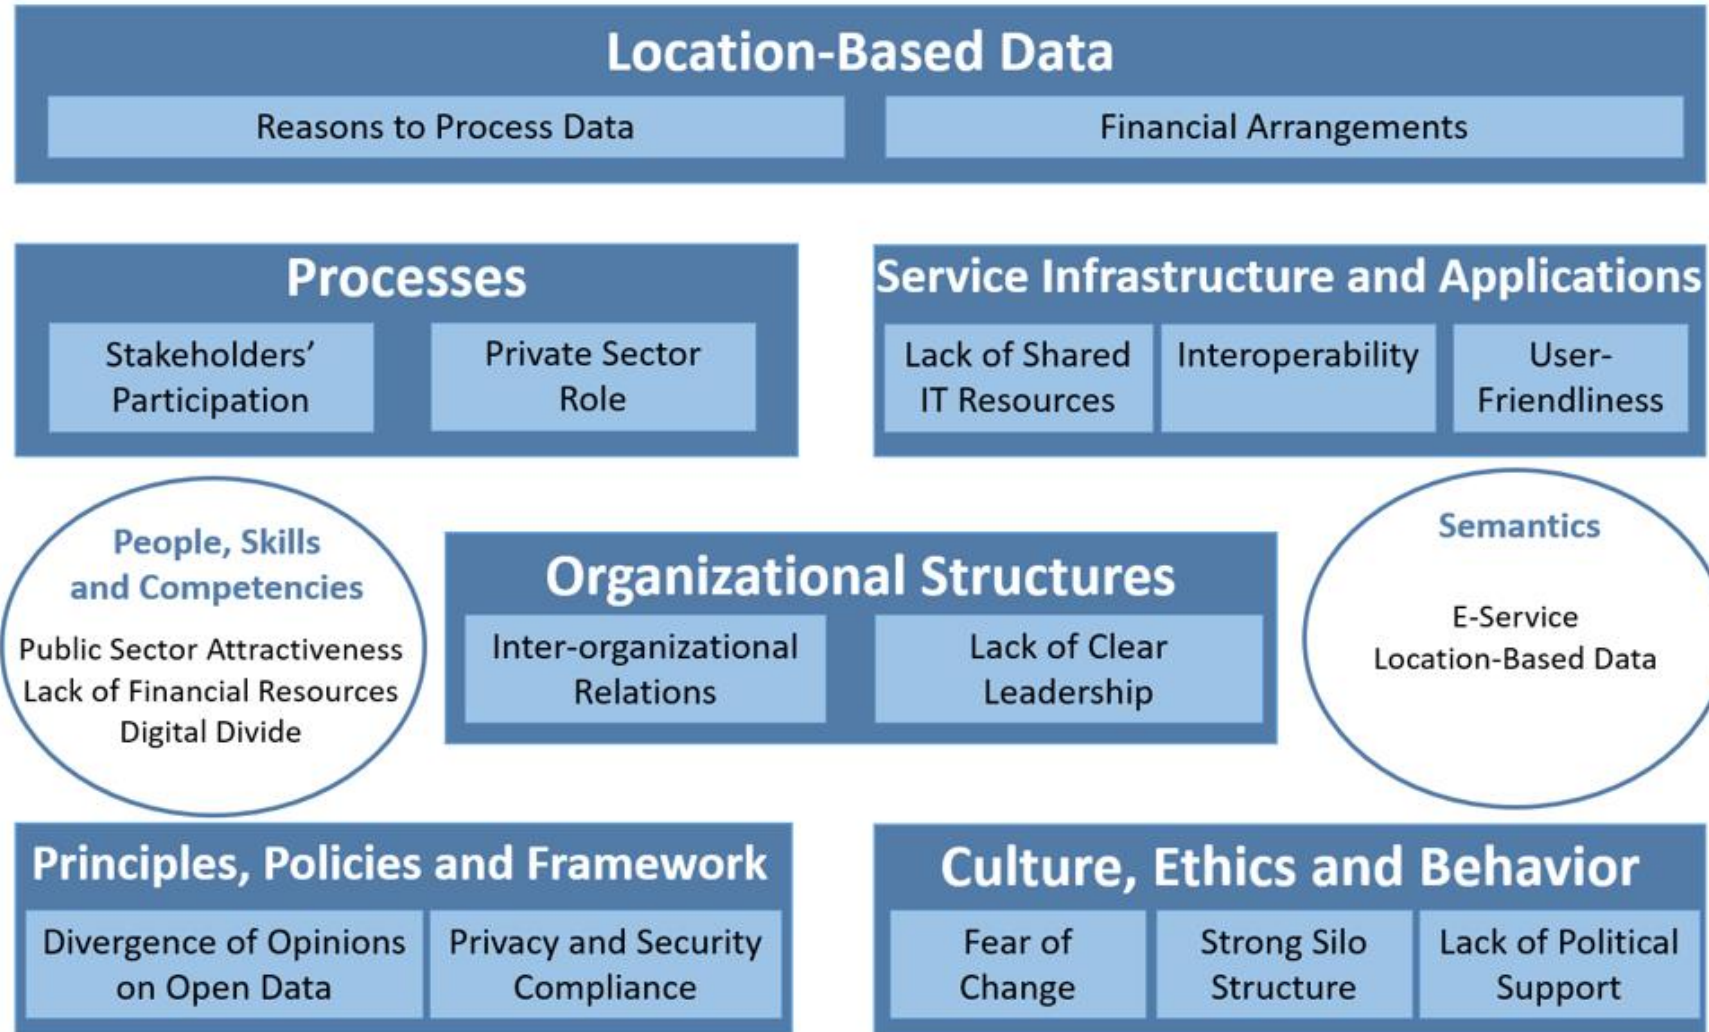 Location-Based Data
Reasons to Process Data
Financial Arrangements
Processes
Stakeholders’
Participation
Private Sector
Role
Service Infrastructure and Applications
Lack of Shared
IT Resources
Interoperability
User-
Friendliness
People, Skills
and Competencies
Public Sector Attractiveness
Lack of Financial Resources
Digital Divide
Organizational Structures
Inter-organizational
Relations
Lack of Clear
Leadership
Semantics
E-Service
Location-Based Data
Principles, Policies and Framework
Divergence of Opinions
on Open Data
Privacy and Security
Compliance
Culture, Ethics and Behavior
Fear of
Change
Strong Silo
Structure
Lack of Political
Support